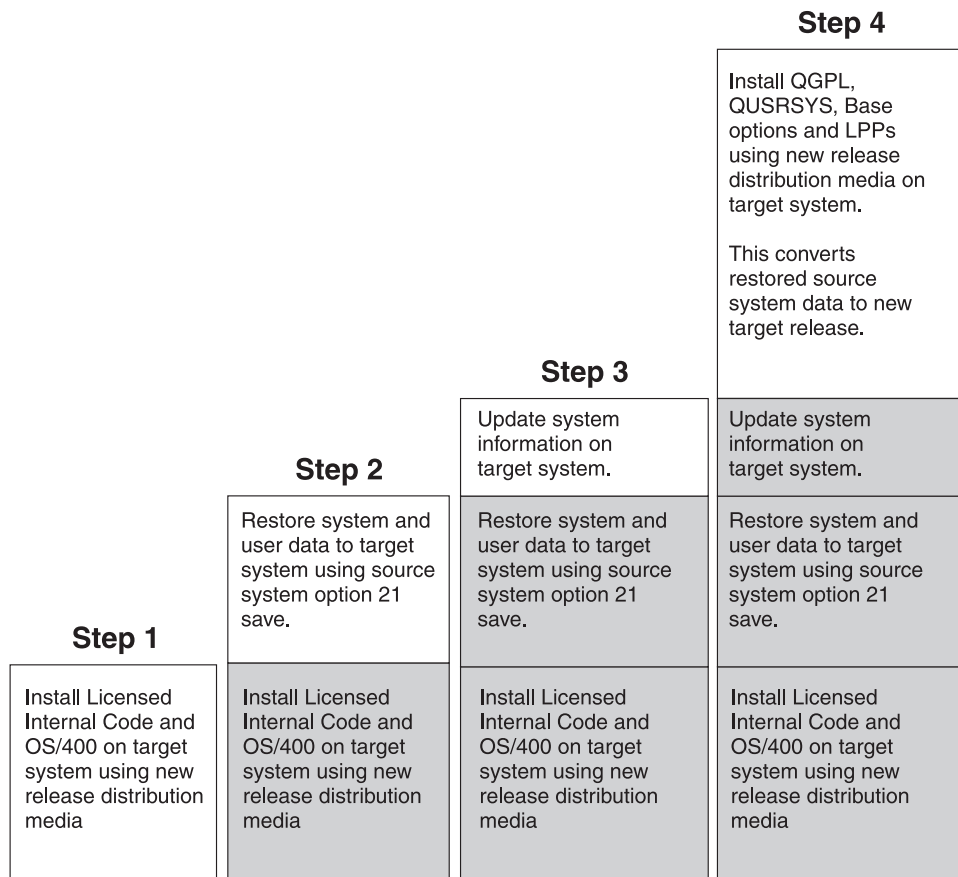 Step 1
Install Licensed
Internal Code and
OS/400 on target
system using new
release distribution
media
Step 2
Restore system and
user data to target
system using source
system option 21
save.
Install Licensed
Internal Code and
OS/400 on target
system using new
release distribution
media
Step 3
Update system
information on
target system.
Restore system and
user data to target
system using source
system option 21
save.
Install Licensed
Internal Code and
OS/400 on target
system using new
release distribution
media
Step 4
Install QGPL,
QUSRSYS, Base
options and LPPs
using new release
distribution media on
target system.
This converts
restored source
system data to new
target release.
Update system
information on
target system.
Restore system and
user data to target
system using source
system option 21
save.
Install Licensed
Internal Code and
OS/400 on target
system using new
release distribution
media